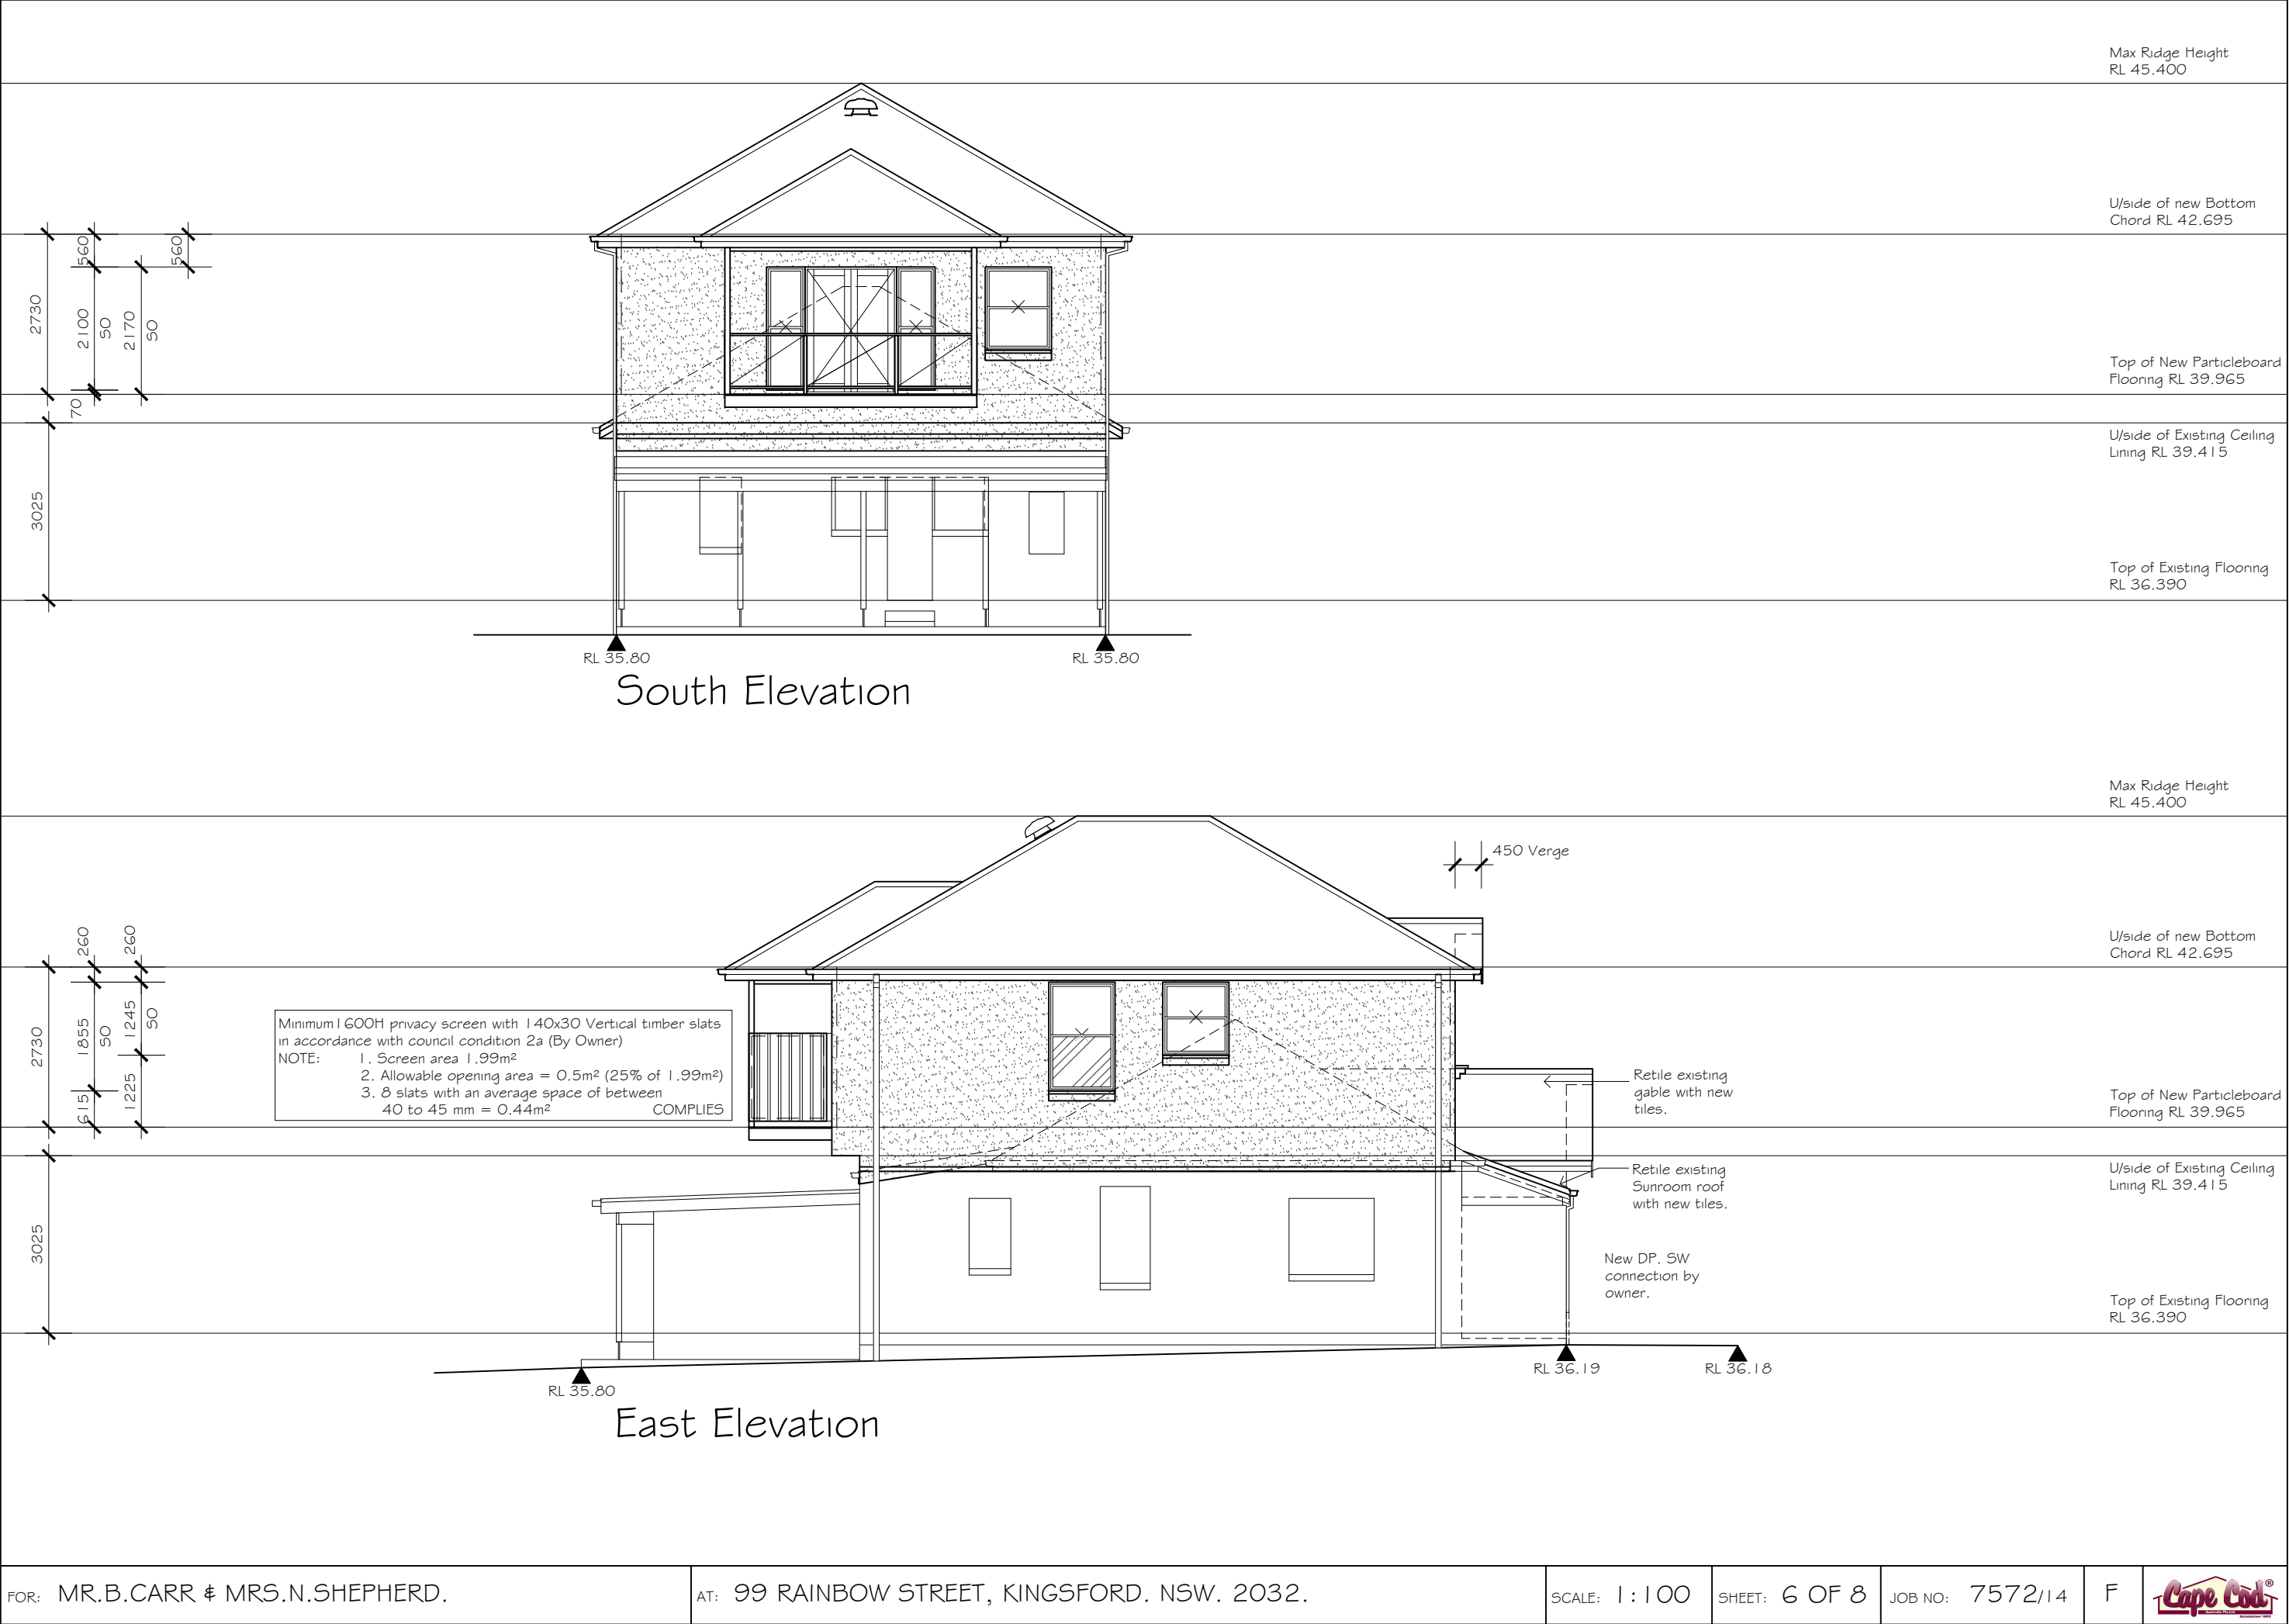 Max Ridge Height
RL 45.400
U/side of new Bottom
Chord RL 42.695
Top of New Particleboard
Flooring RL 39.965
U/side of Existing Ceiling
Lining RL 39.415
Top of Existing Flooring
RL 36.390
2730
560
2100
SO
2170
SO
560
70
3025
RL 35.80
RL 35.80
South Elevation
Max Ridge Height
RL 45.400
450 Verge
U/side of new Bottom
Chord RL 42.695
Top of New Particleboard
Flooring RL 39.965
U/side of Existing Ceiling
Lining RL 39.415
Top of Existing Flooring
RL 36.390
260
260
2730
1855
SO
1245
SO
615
1225
3025
Minimum 1600H privacy screen with 140x30 Vertical timber slats
in accordance with council condition 2a (By Owner)
NOTE: 1. Screen area 1.99m²
2. Allowable opening area = 0.5m² (25% of 1.99m²)
3. 8 slats with an average space of between
40 to 45 mm = 0.44m² COMPLIES
Retile existing
gable with new
tiles.
Retile existing
Sunroom roof
with new tiles.
New DP. SW
connection by
owner.
RL 35.80
RL 36.19
RL 36.18
East Elevation
FOR: MR.B.CARR & MRS.N.SHEPHERD.
AT: 99 RAINBOW STREET, KINGSFORD. NSW. 2032.
SCALE: 1:100
SHEET: 6 OF 8
JOB NO: 7572/14
F
Cape Cod®